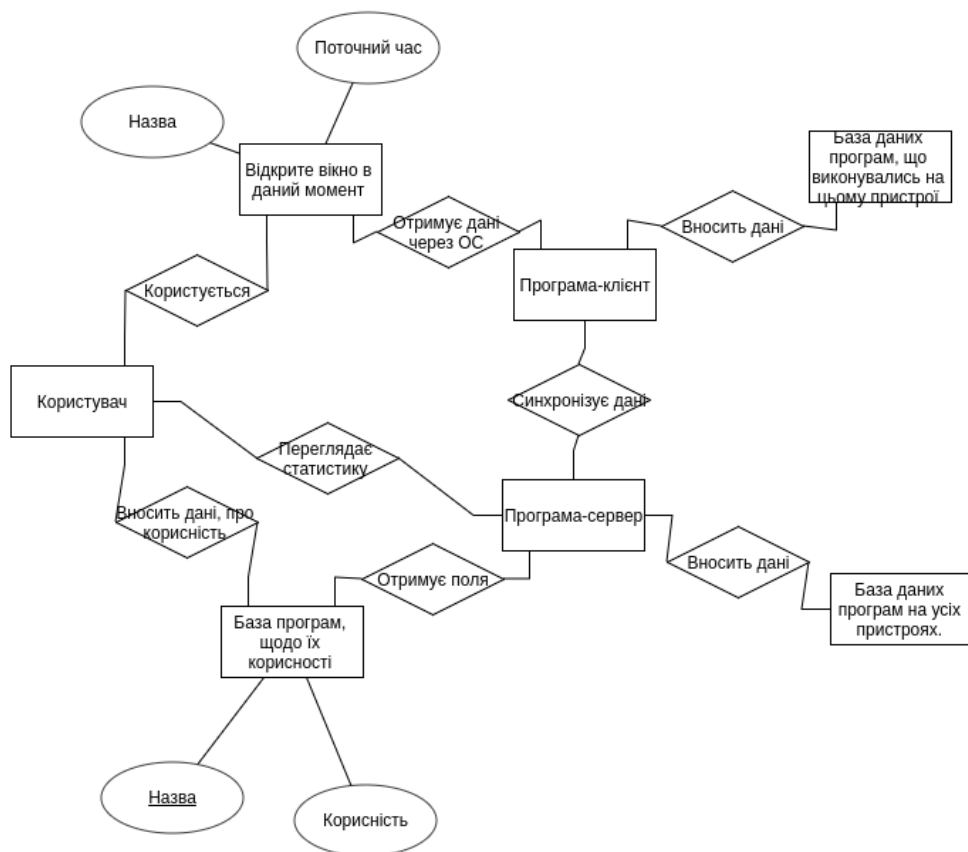 Поточний час
Назва
Відкрите вікно в
даний момент
База даних
програм, що
виконувались на
цьому пристрої
Отримує дані
через ОС
Вносить дані
Користується
Програма-клієнт
Користувач
Синхронізує дані
Переглядає
статистику
Вносить дані, про
корисність
Програма-сервер
Отримує поля
Вносить дані
База даних
програм на усіх
пристроях.
База програм,
щодо їх
корисності
Назва
Корисність